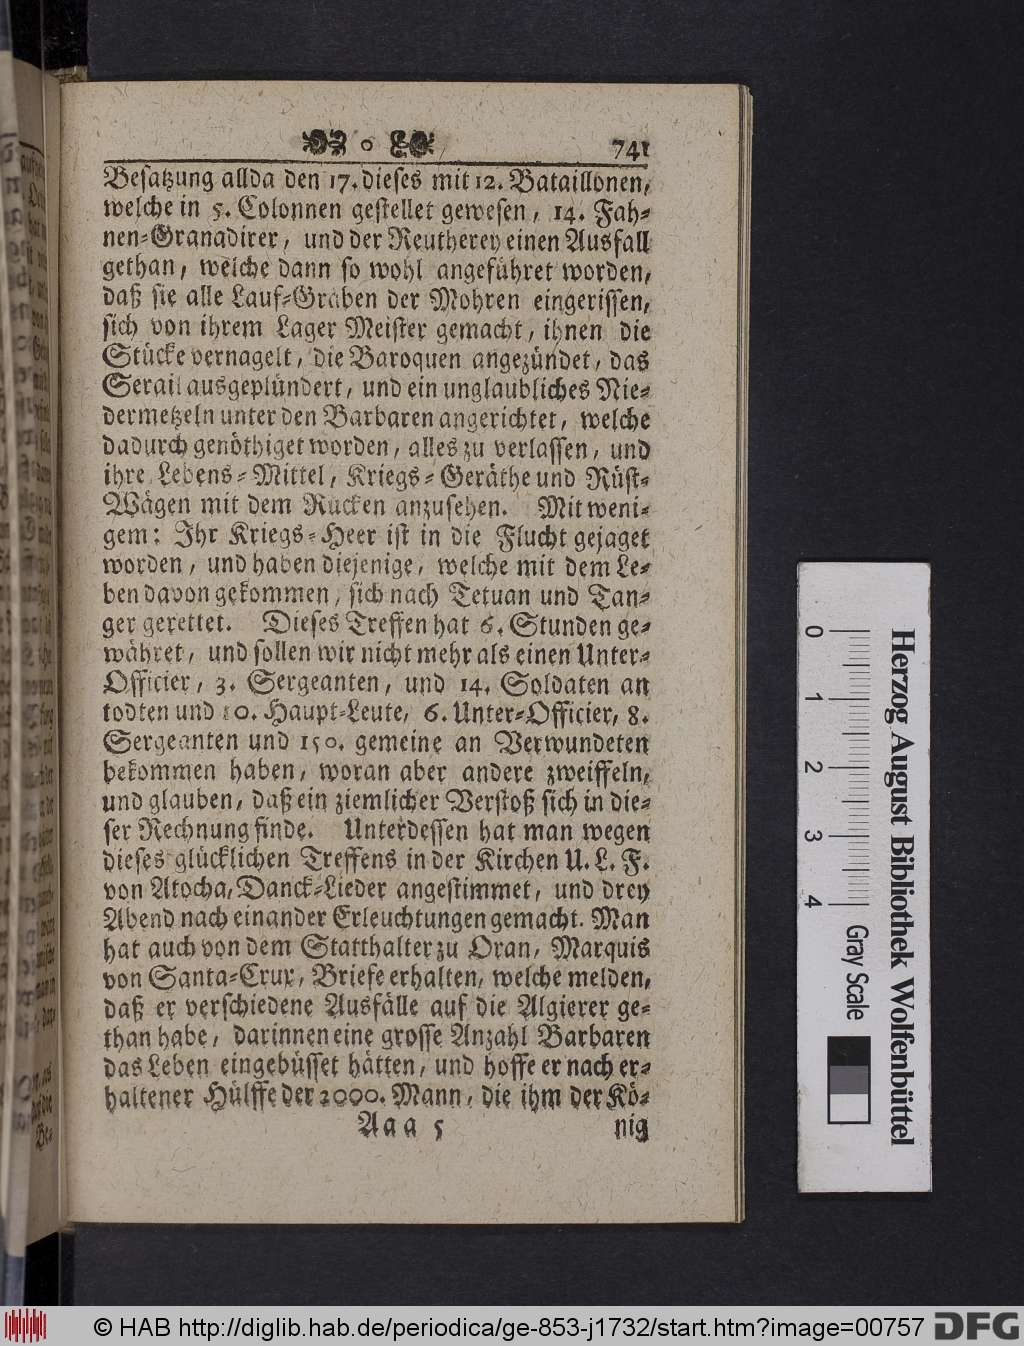 o 741
Besatzung allda den 17. dieses mit 12. Bataillonen,
welche in 5. Colonnen gestellet gewesen, 14. Fah-
nen-Granadirer, und der Reutherey einen Ausfall
gethan, welche dann so wohl angeführet worden,
daß sie alle Lauf-Gräben der Mohren eingerissen,
sich von ihrem Lager Meister gemacht, ihnen die
Stücke vernagelt, die Baroquen angezündet, das
Serail ausgeplündert, und ein unglaubliches Nie-
dermetzeln unter den Barbaren angerichtet, welche
dadurch genöthiget worden, alles zu verlassen, und
ihre Lebens-Mittel, Kriegs-Geräthe und Rüst-
Wägen mit dem Rucken anzusehen. Mit weni-
gem: Ihr Kriegs-Heer ist in die Flucht gejaget
worden, und haben diejenige, welche mit dem Le-
ben davon gekommen, sich nach Tetuan und Tan-
ger gerettet. Dieses Treffen hat 6. Stunden ge-
währet, und sollen wir nicht mehr als einen Unter-
Officier, 3. Sergeanten, und 14. Soldaten an
todten und 10. Haupt-Leute, 6. Unter-Officier, 8.
Sergeanten und 150. gemeine an Verwundeten
bekommen haben, woran aber andere zweiffeln,
und glauben, daß ein ziemlicher Verstoß sich in die-
ser Rechnung finde. Unterdessen hat man wegen
dieses glücklichen Treffens in der Kirchen U. L. F.
von Atocha, Danck-Lieder angestimmet, und drey
Abend nach einander Erleuchtungen gemacht. Man
hat auch von dem Statthalter zu Oran, Marquis
von Santa-Crux, Briefe erhalten, welche melden,
daß er verschiedene Ausfälle auf die Algierer ge-
than habe, darinnen eine grosse Anzahl Barbaren
das Leben eingebüsset hätten, und hoffe er nach er-
haltener Hülffe der 2000. Mann, die ihm der Kö-
Aaa 5 nig
Herzog August Bibliothek Wolfenbüttel
0 1 2 3 4 Gray Scale
© HAB http://diglib.hab.de/periodica/ge-853-j1732/start.htm?image=00757 DFG